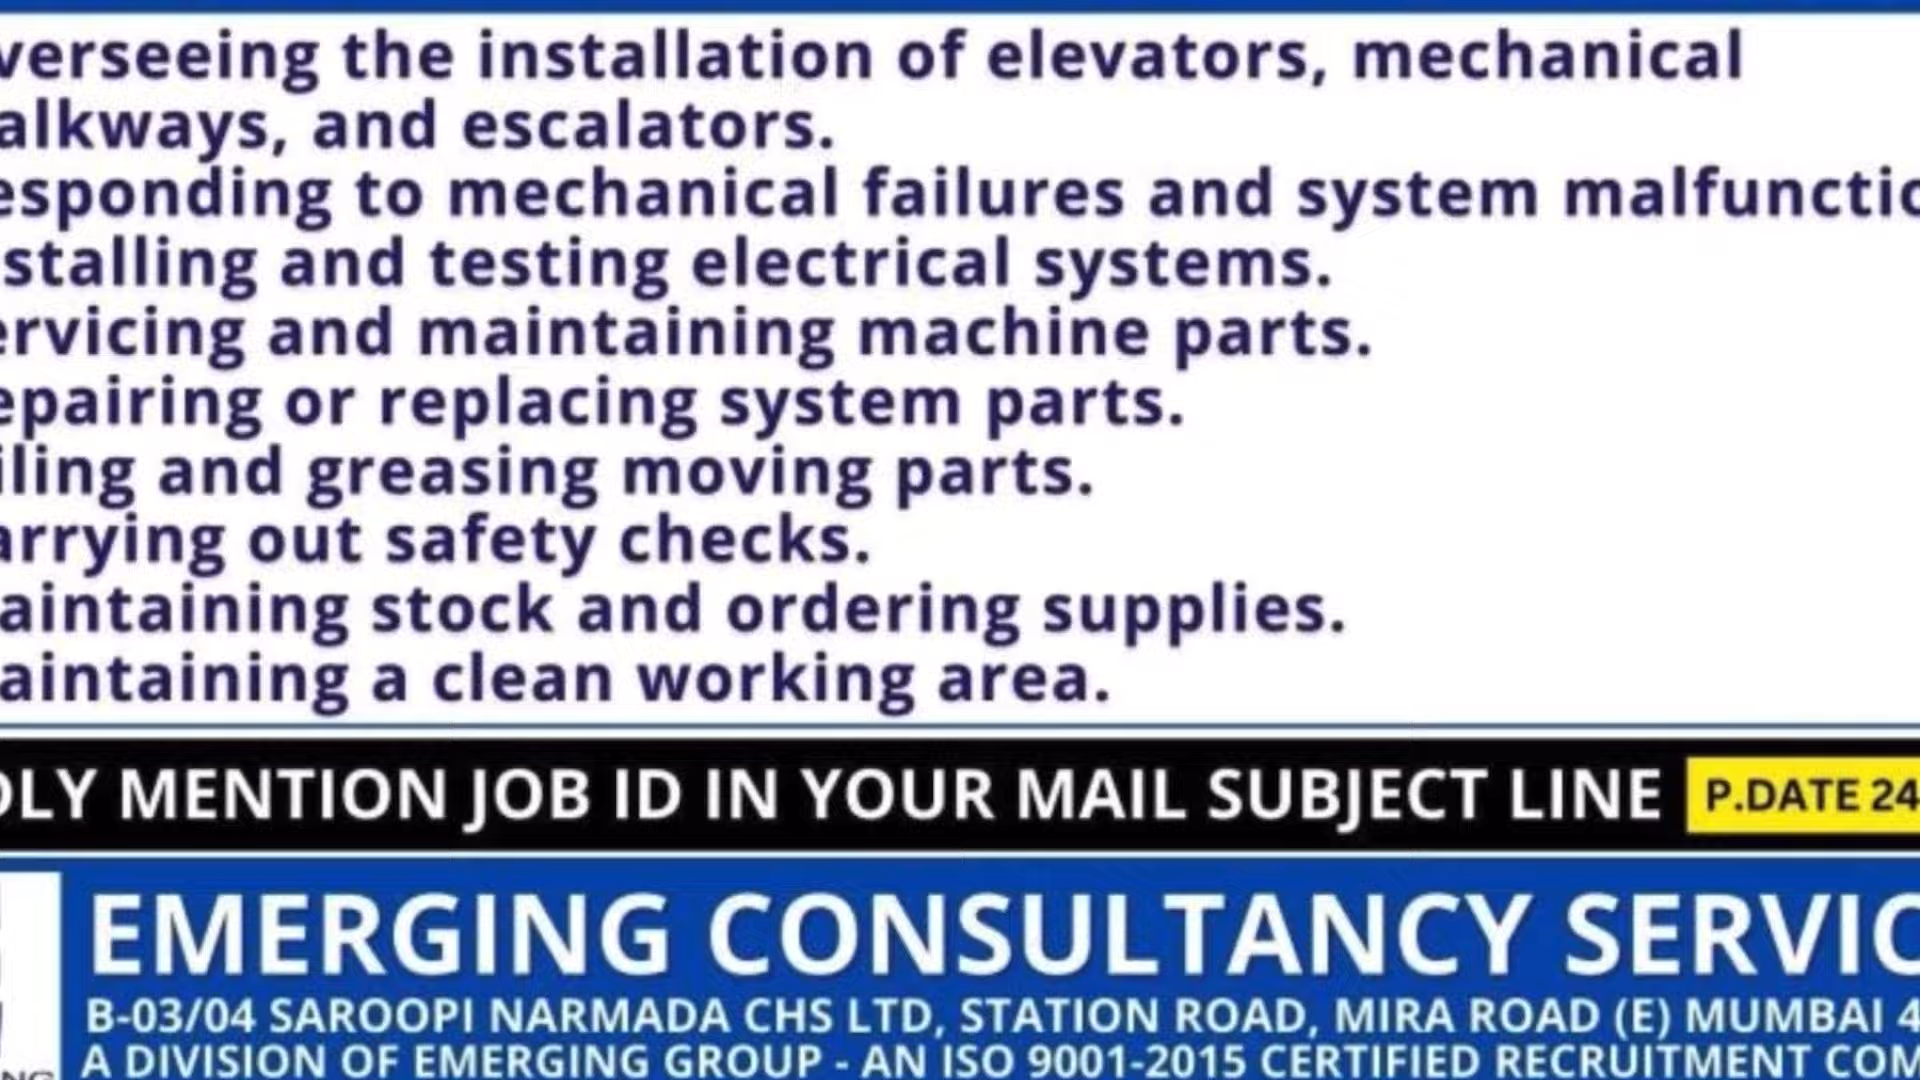 verseeing the installation of elevators, mechanical
alkways, and escalators.
esponding to mechanical failures and system malfunctio
stalling and testing electrical systems.
ervicing and maintaining machine parts.
epairing or replacing system parts.
iling and greasing moving parts.
arrying out safety checks.
aintaining stock and ordering supplies.
aintaining a clean working area.
DLY MENTION JOB ID IN YOUR MAIL SUBJECT LINE P.DATE 24
EMERGING CONSULTANCY SERVIC
B-03/04 SAROOPI NARMADA CHS LTD, STATION ROAD, MIRA ROAD (E) MUMBAI 4
A DIVISION OF EMERGING GROUP - AN ISO 9001-2015 CERTIFIED RECRUITMENT COM